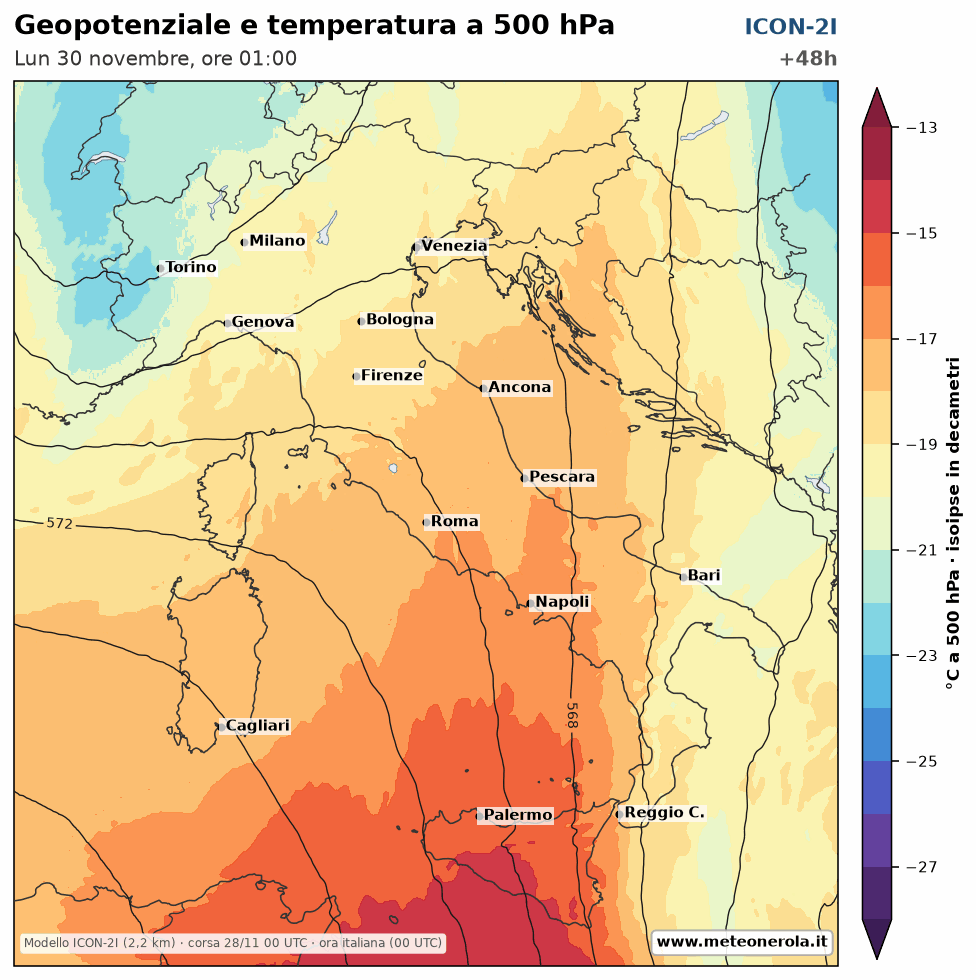 Geopotenziale e temperatura a 500 hPa
ICON-2I
Lun 30 novembre, ore 01:00
+48h
Milano
Venezia
Torino
Genova
Bologna
Firenze
Ancona
Pescara
572
Roma
Bari
Napoli
568
Cagliari
Palermo
Reggio C.
−13
−15
−17
−19
−21
−23
−25
−27
°C a 500 hPa · isoipse in decametri
Modello ICON-2I (2,2 km) · corsa 28/11 00 UTC · ora italiana (00 UTC)
www.meteonerola.it